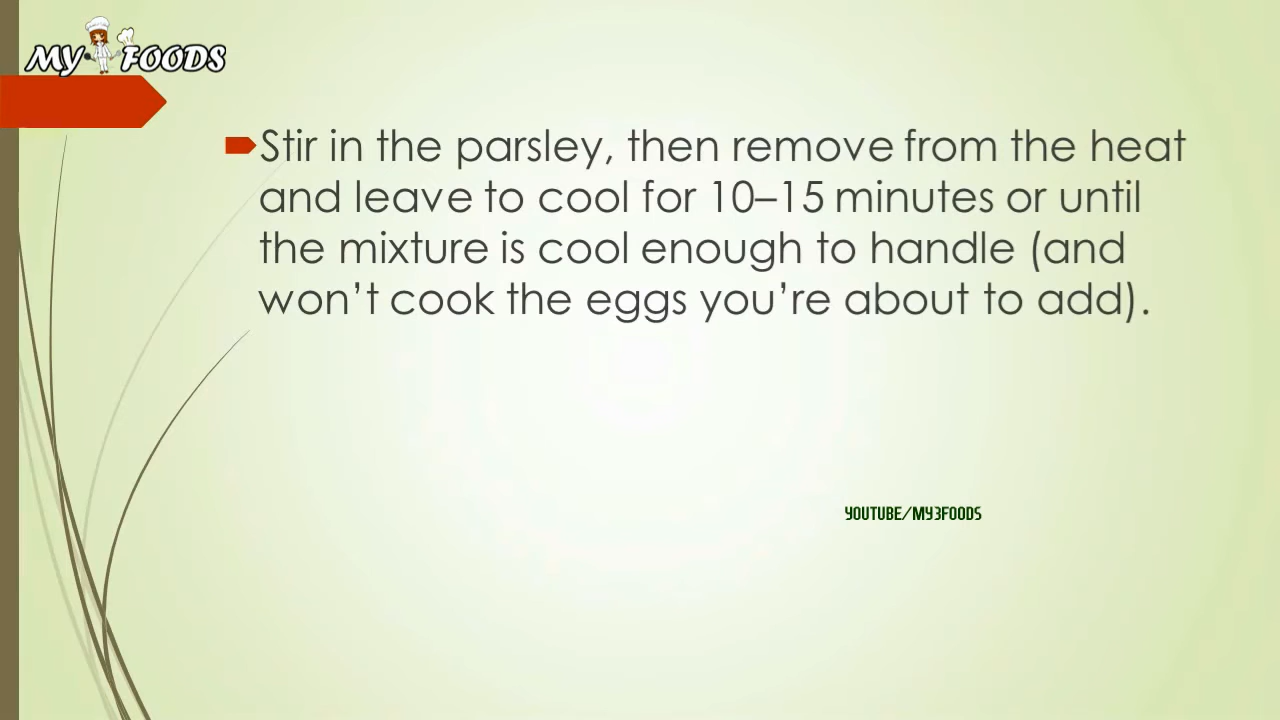 MY FOODS
Stir in the parsley, then remove from the heat
and leave to cool for 10–15 minutes or until
the mixture is cool enough to handle (and
won’t cook the eggs you’re about to add).
YOUTUBE/MY3FOODS